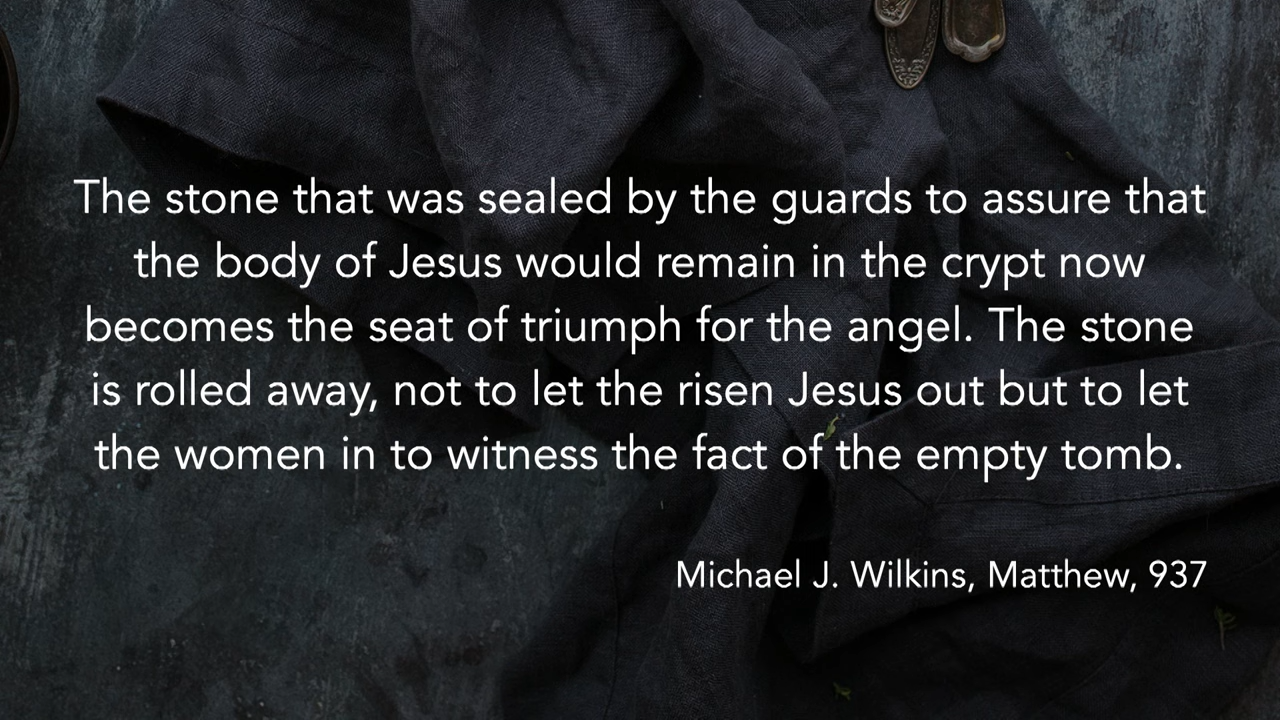 The stone that was sealed by the guards to assure that
the body of Jesus would remain in the crypt now
becomes the seat of triumph for the angel. The stone
is rolled away, not to let the risen Jesus out but to let
the women in to witness the fact of the empty tomb.
Michael J. Wilkins, Matthew, 937